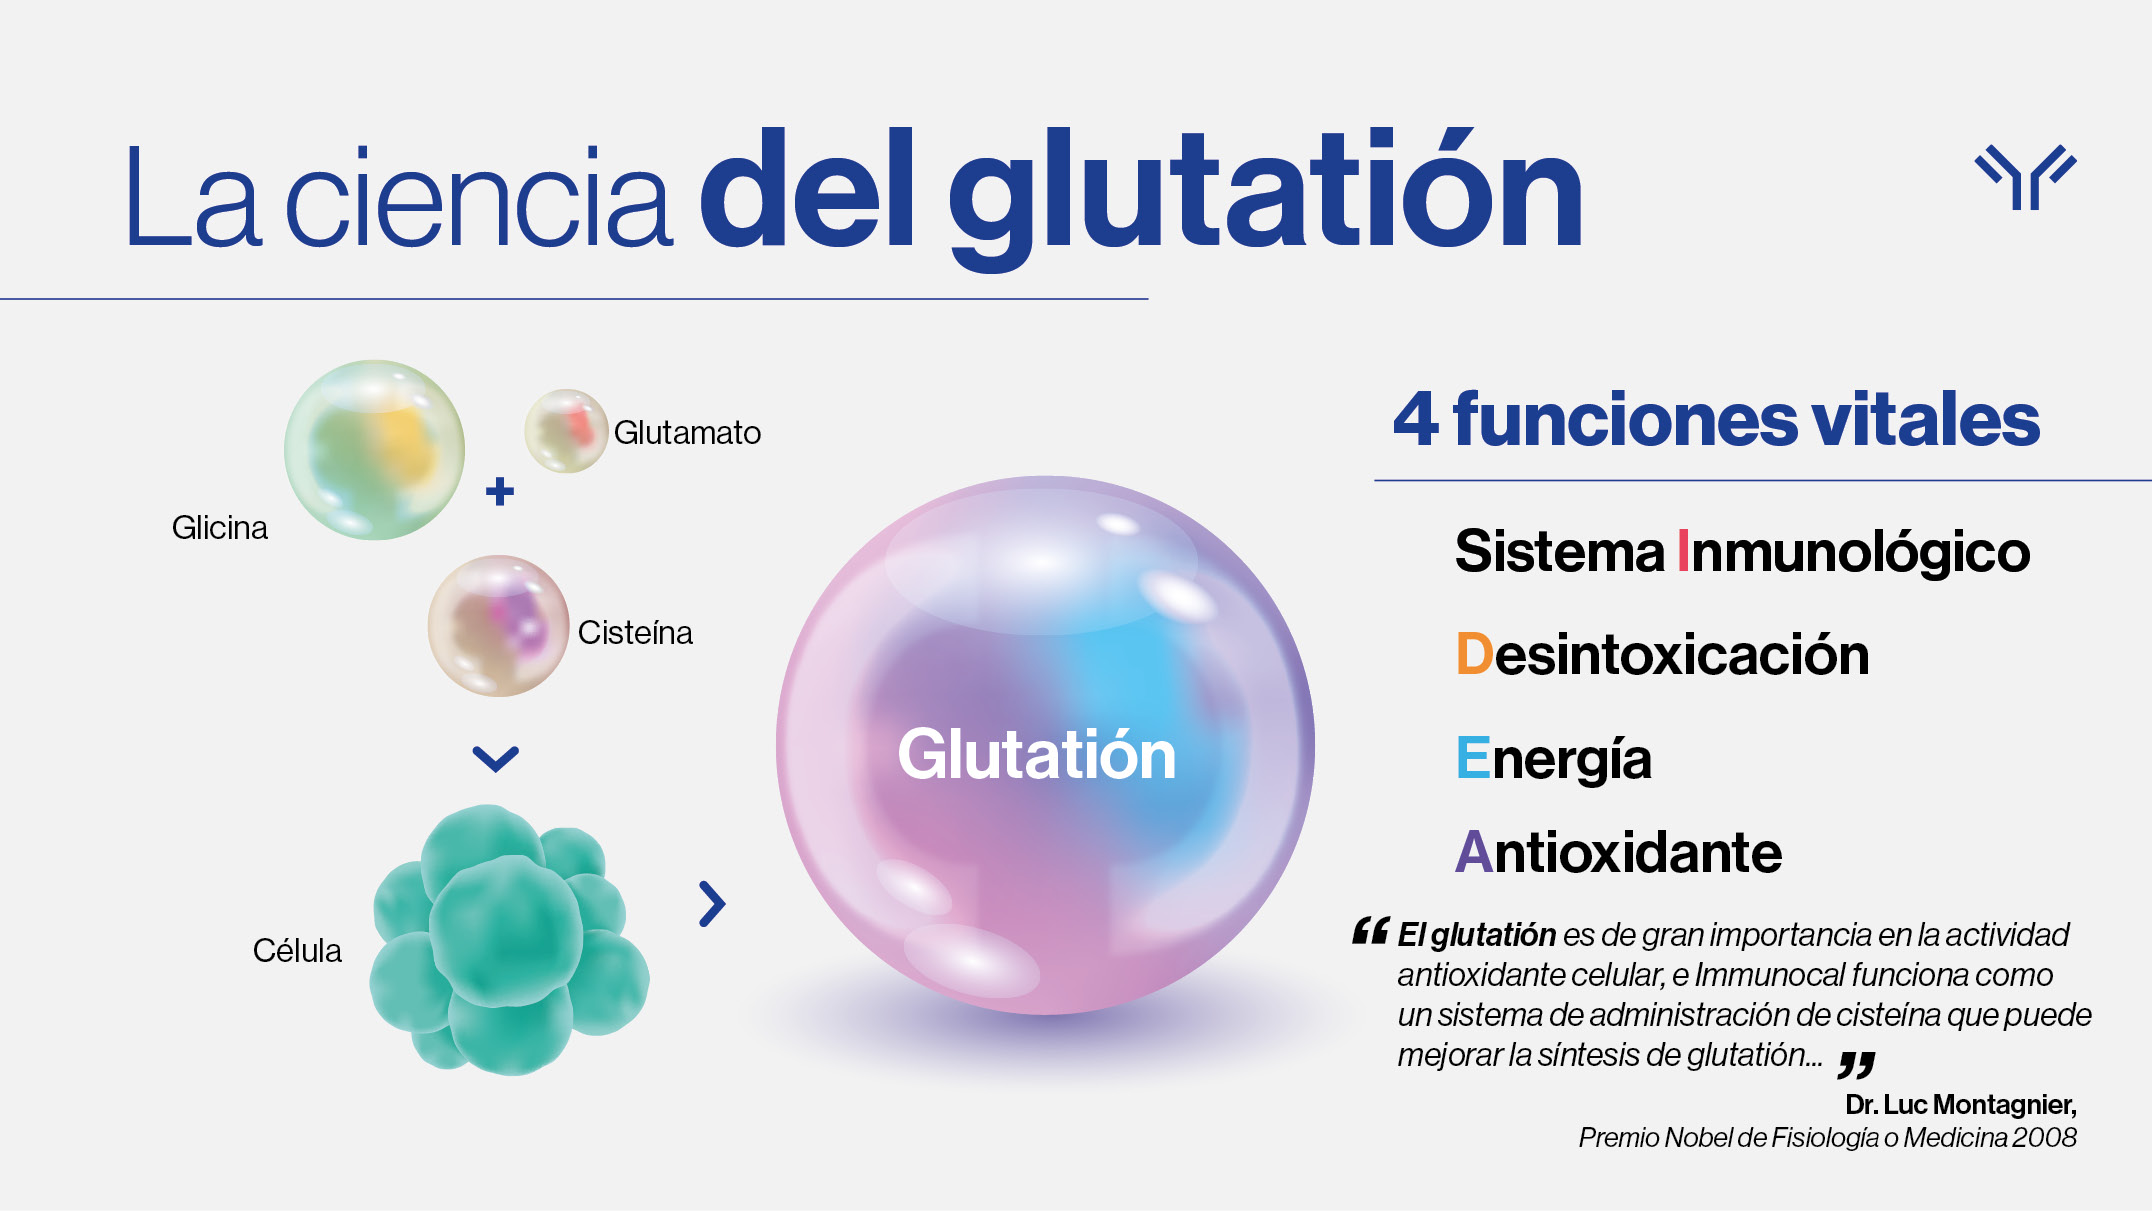 La ciencia del glutatión
Glicina
+
Glutamato
Cisteína
Célula
Glutatión
4 funciones vitales
Sistema Inmunológico
Desintoxicación
Energía
Antioxidante
“El glutatión es de gran importancia en la actividad
antioxidante celular, e Immunocal funciona como
un sistema de administración de cisteína que puede
mejorar la síntesis de glutatión...”
Dr. Luc Montagnier,
Premio Nobel de Fisiología o Medicina 2008